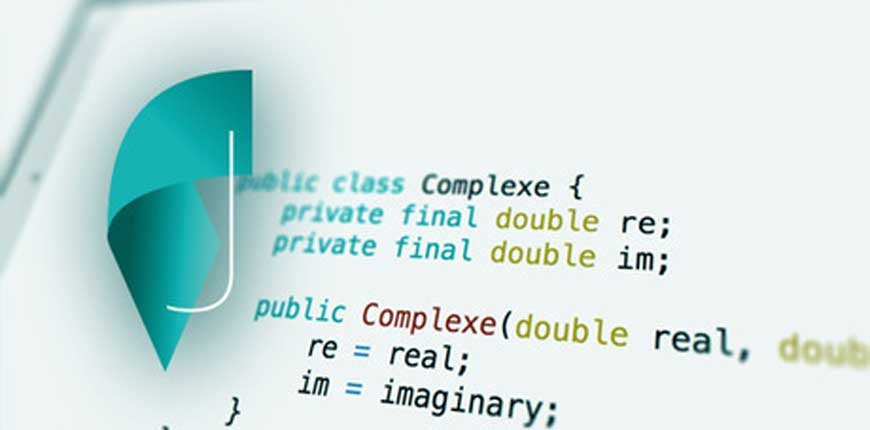 public class Complexe {
private final double re;
private final double im;
public Complexe(double real, doub
re = real;
im = imaginary;
}